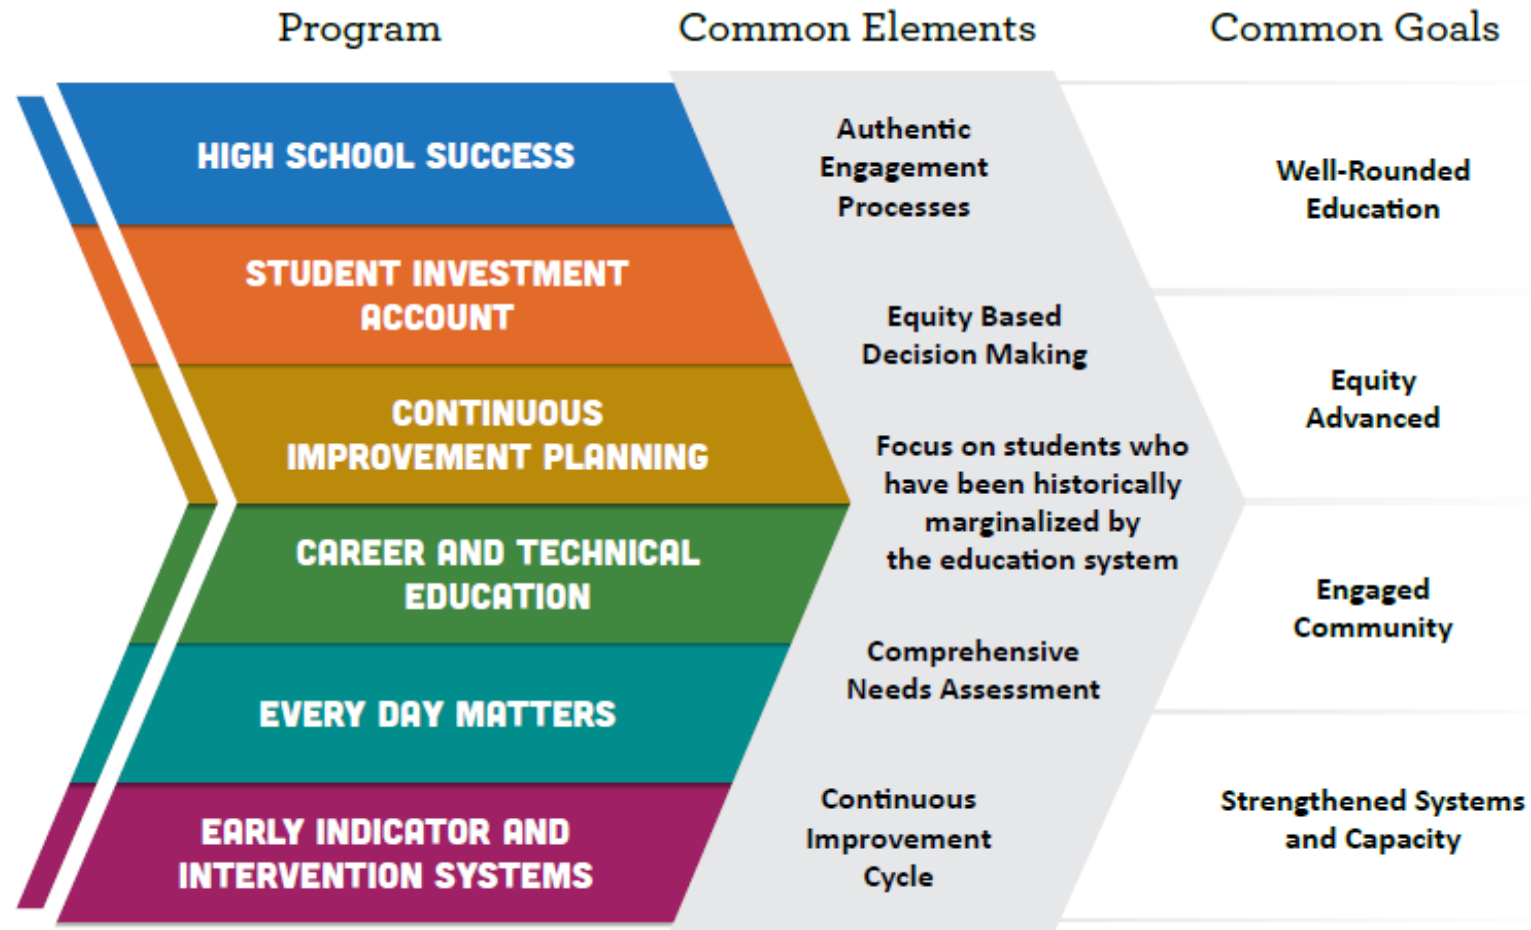 Program
Common Elements
Common Goals
HIGH SCHOOL SUCCESS
STUDENT INVESTMENT
ACCOUNT
CONTINUOUS
IMPROVEMENT PLANNING
CAREER AND TECHNICAL
EDUCATION
EVERY DAY MATTERS
EARLY INDICATOR AND
INTERVENTION SYSTEMS
Authentic
Engagement
Processes
Equity Based
Decision Making
Focus on students who
have been historically
marginalized by
the education system
Comprehensive
Needs Assessment
Continuous
Improvement
Cycle
Well-Rounded
Education
Equity
Advanced
Engaged
Community
Strengthened Systems
and Capacity